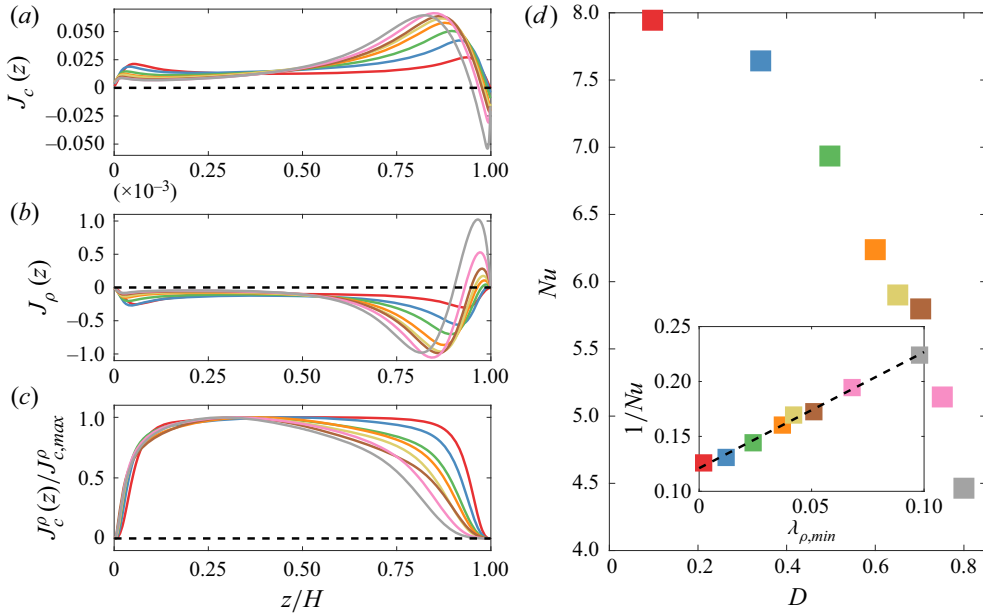 (a)
0.050
0.025
0
−0.025
−0.050
J_c (z)
0 0.25 0.50 0.75 1.00
z/H
(×10⁻³)
(b)
1.0
0.5
0
−0.5
−1.0
J_ρ (z)
0 0.25 0.50 0.75 1.00
(c)
1.0
0.5
0
J_c^ρ (z)/J_{c,max}^ρ
0 0.25 0.50 0.75 1.00
z/H
(d)
8.0
7.5
7.0
6.5
6.0
5.5
5.0
4.5
4.0
Nu
0 0.2 0.4 0.6 0.8
D
0.25
0.20
0.15
0.10
1/Nu
0 0.05 0.10
λ_{ρ,min}